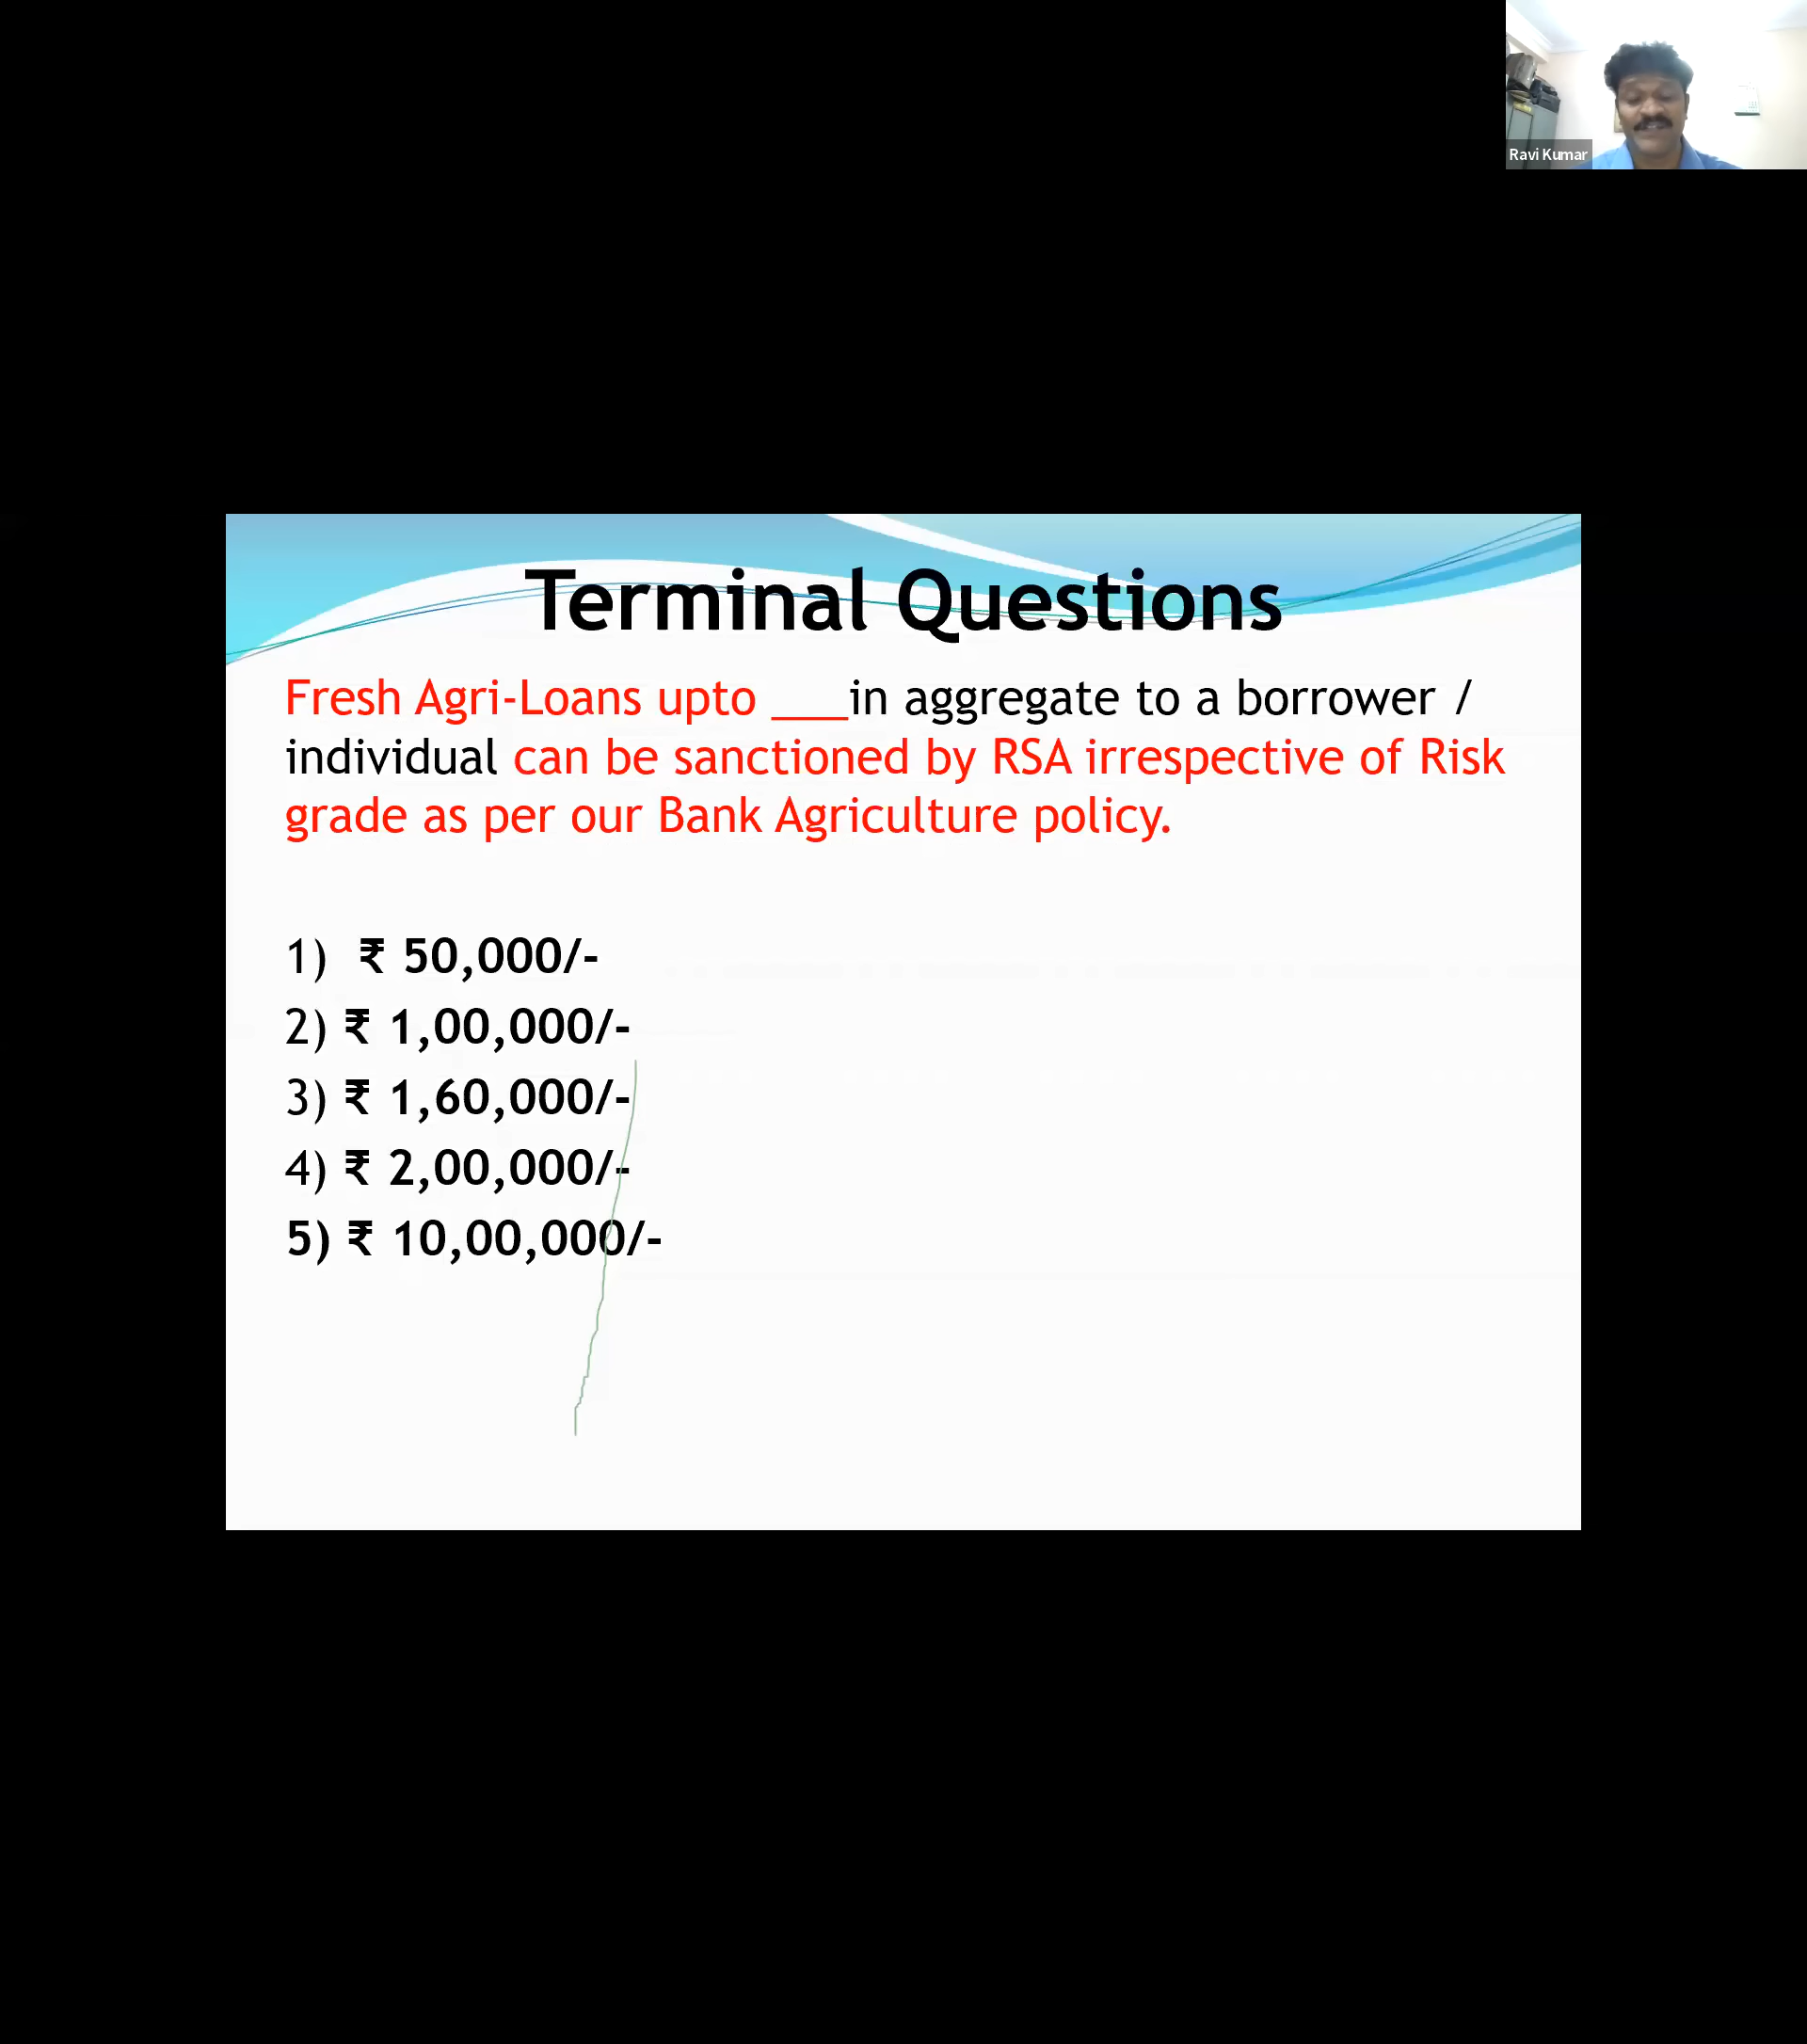 Ravi Kumar
Terminal Questions
Fresh Agri-Loans upto ___in aggregate to a borrower /
individual can be sanctioned by RSA irrespective of Risk
grade as per our Bank Agriculture policy.
1) ₹ 50,000/-
2) ₹ 1,00,000/-
3) ₹ 1,60,000/-
4) ₹ 2,00,000/-
5) ₹ 10,00,000/-